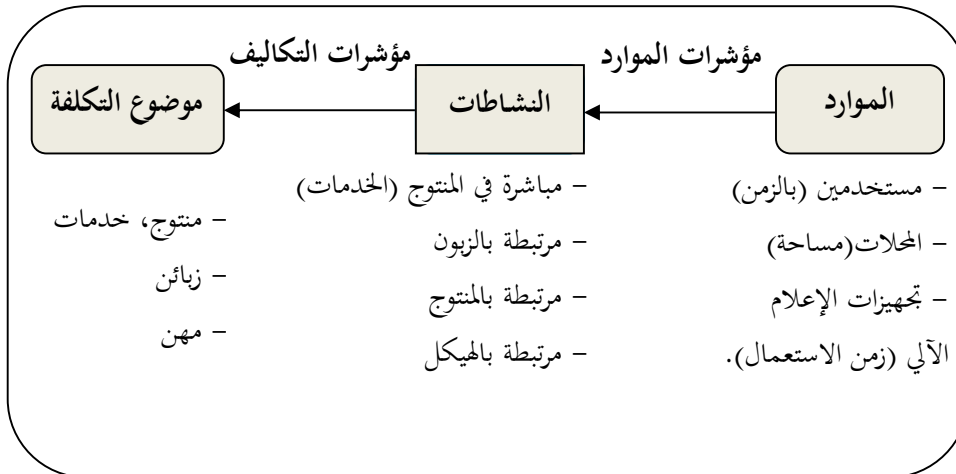 مؤشرات الموارد
مؤشرات التكاليف
الموارد
النشاطات
موضوع التكلفة
– مستخدمين (بالزمن)
– المحلات(مساحة)
– تجهيزات الإعلام
الآلي (زمن الاستعمال).
– مباشرة في المنتوج (الخدمات)
– مرتبطة بالزبون
– مرتبطة بالمنتوج
– مرتبطة بالهيكل
– منتوج، خدمات
– زبائن
– مهن